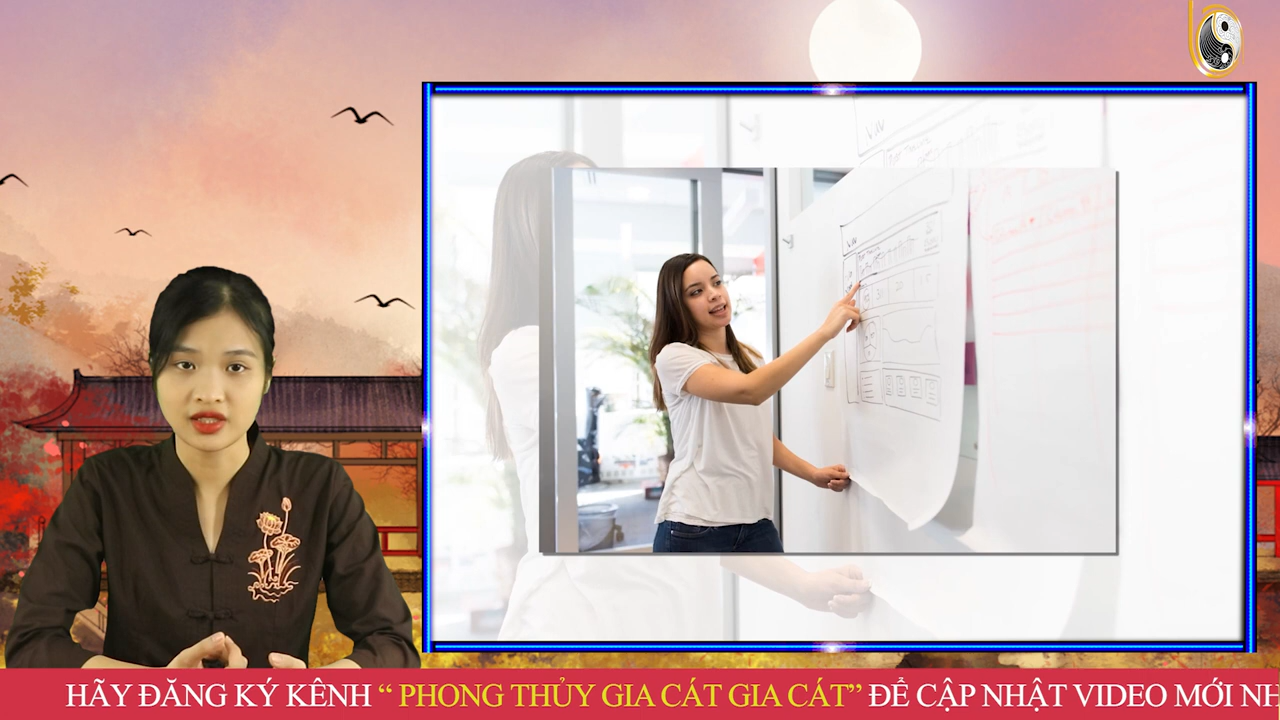 HÃY ĐĂNG KÝ KÊNH “ PHONG THỦY GIA CÁT GIA CÁT” ĐỂ CẬP NHẬT VIDEO MỚI NH